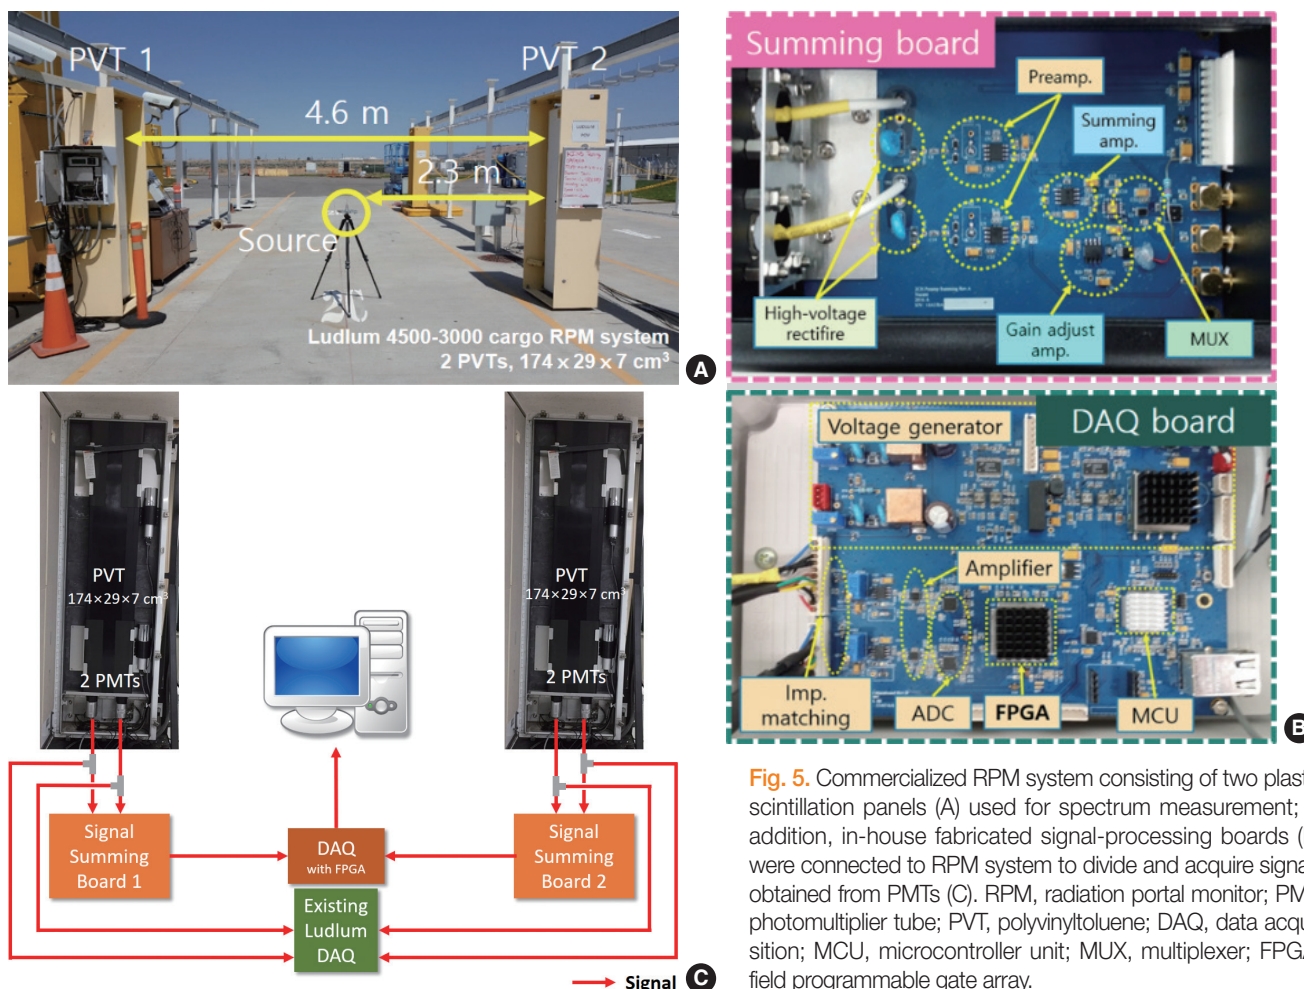 PVT 1
PVT 2
4.6 m
2.3 m
Source
Ludlum 4500-3000 cargo RPM system
2 PVTs, 174 x 29 x 7 cm³
A
Summing board
Preamp.
Summing
amp.
High-voltage
rectifire
Gain adjust
amp.
MUX
DAQ board
Voltage generator
Amplifier
Imp.
matching
ADC
FPGA
MCU
B
PVT
174×29×7 cm³
2 PMTs
PVT
174×29×7 cm³
2 PMTs
Signal
Summing
Board 1
DAQ
with FPGA
Signal
Summing
Board 2
Existing
Ludlum
DAQ
Signal
C
Fig. 5. Commercialized RPM system consisting of two plast
scintillation panels (A) used for spectrum measurement;
addition, in-house fabricated signal-processing boards (
were connected to RPM system to divide and acquire signa
obtained from PMTs (C). RPM, radiation portal monitor; PM
photomultiplier tube; PVT, polyvinyltoluene; DAQ, data acqu
sition; MCU, microcontroller unit; MUX, multiplexer; FPGA
field programmable gate array.